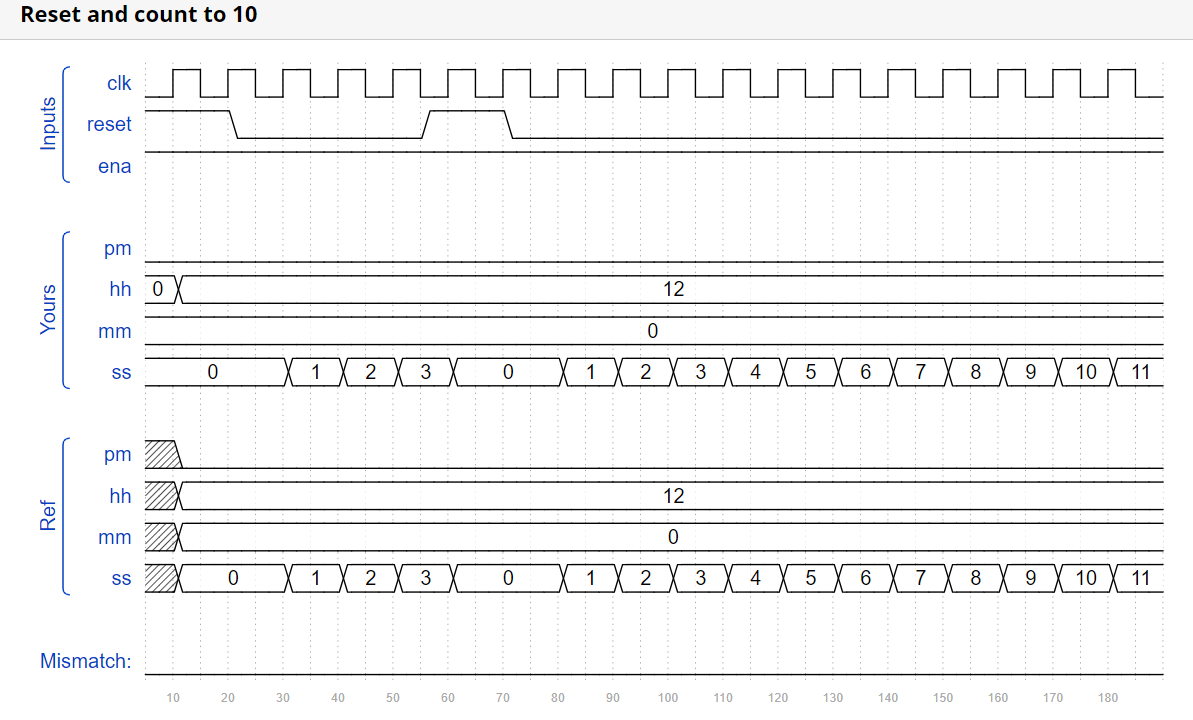 Reset and count to 10
Inputs
clk
reset
ena
Yours
pm
hh 0 12
mm 0
ss 0 1 2 3 0 1 2 3 4 5 6 7 8 9 10 11
Ref
pm
hh 12
mm 0
ss 0 1 2 3 0 1 2 3 4 5 6 7 8 9 10 11
Mismatch:
10 20 30 40 50 60 70 80 90 100 110 120 130 140 150 160 170 180